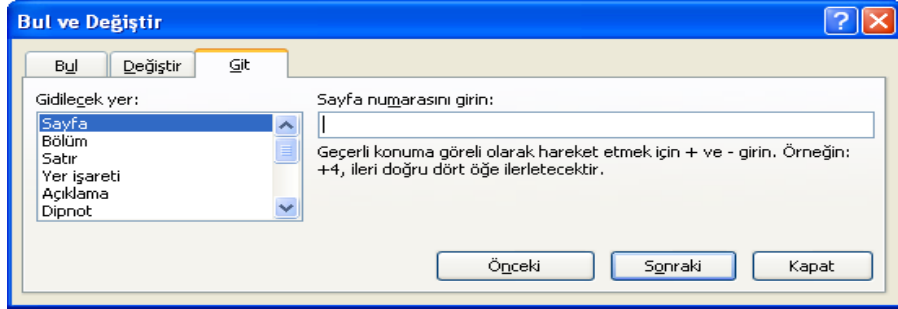 Bul ve Değiştir
Bul Değiştir Git
Gidilecek yer:
Sayfa
Bölüm
Satır
Yer işareti
Açıklama
Dipnot
Sayfa numarasını girin:
Geçerli konuma göreli olarak hareket etmek için + ve - girin. Örneğin:
+4, ileri doğru dört öğe ilerletecektir.
Önceki Sonraki Kapat